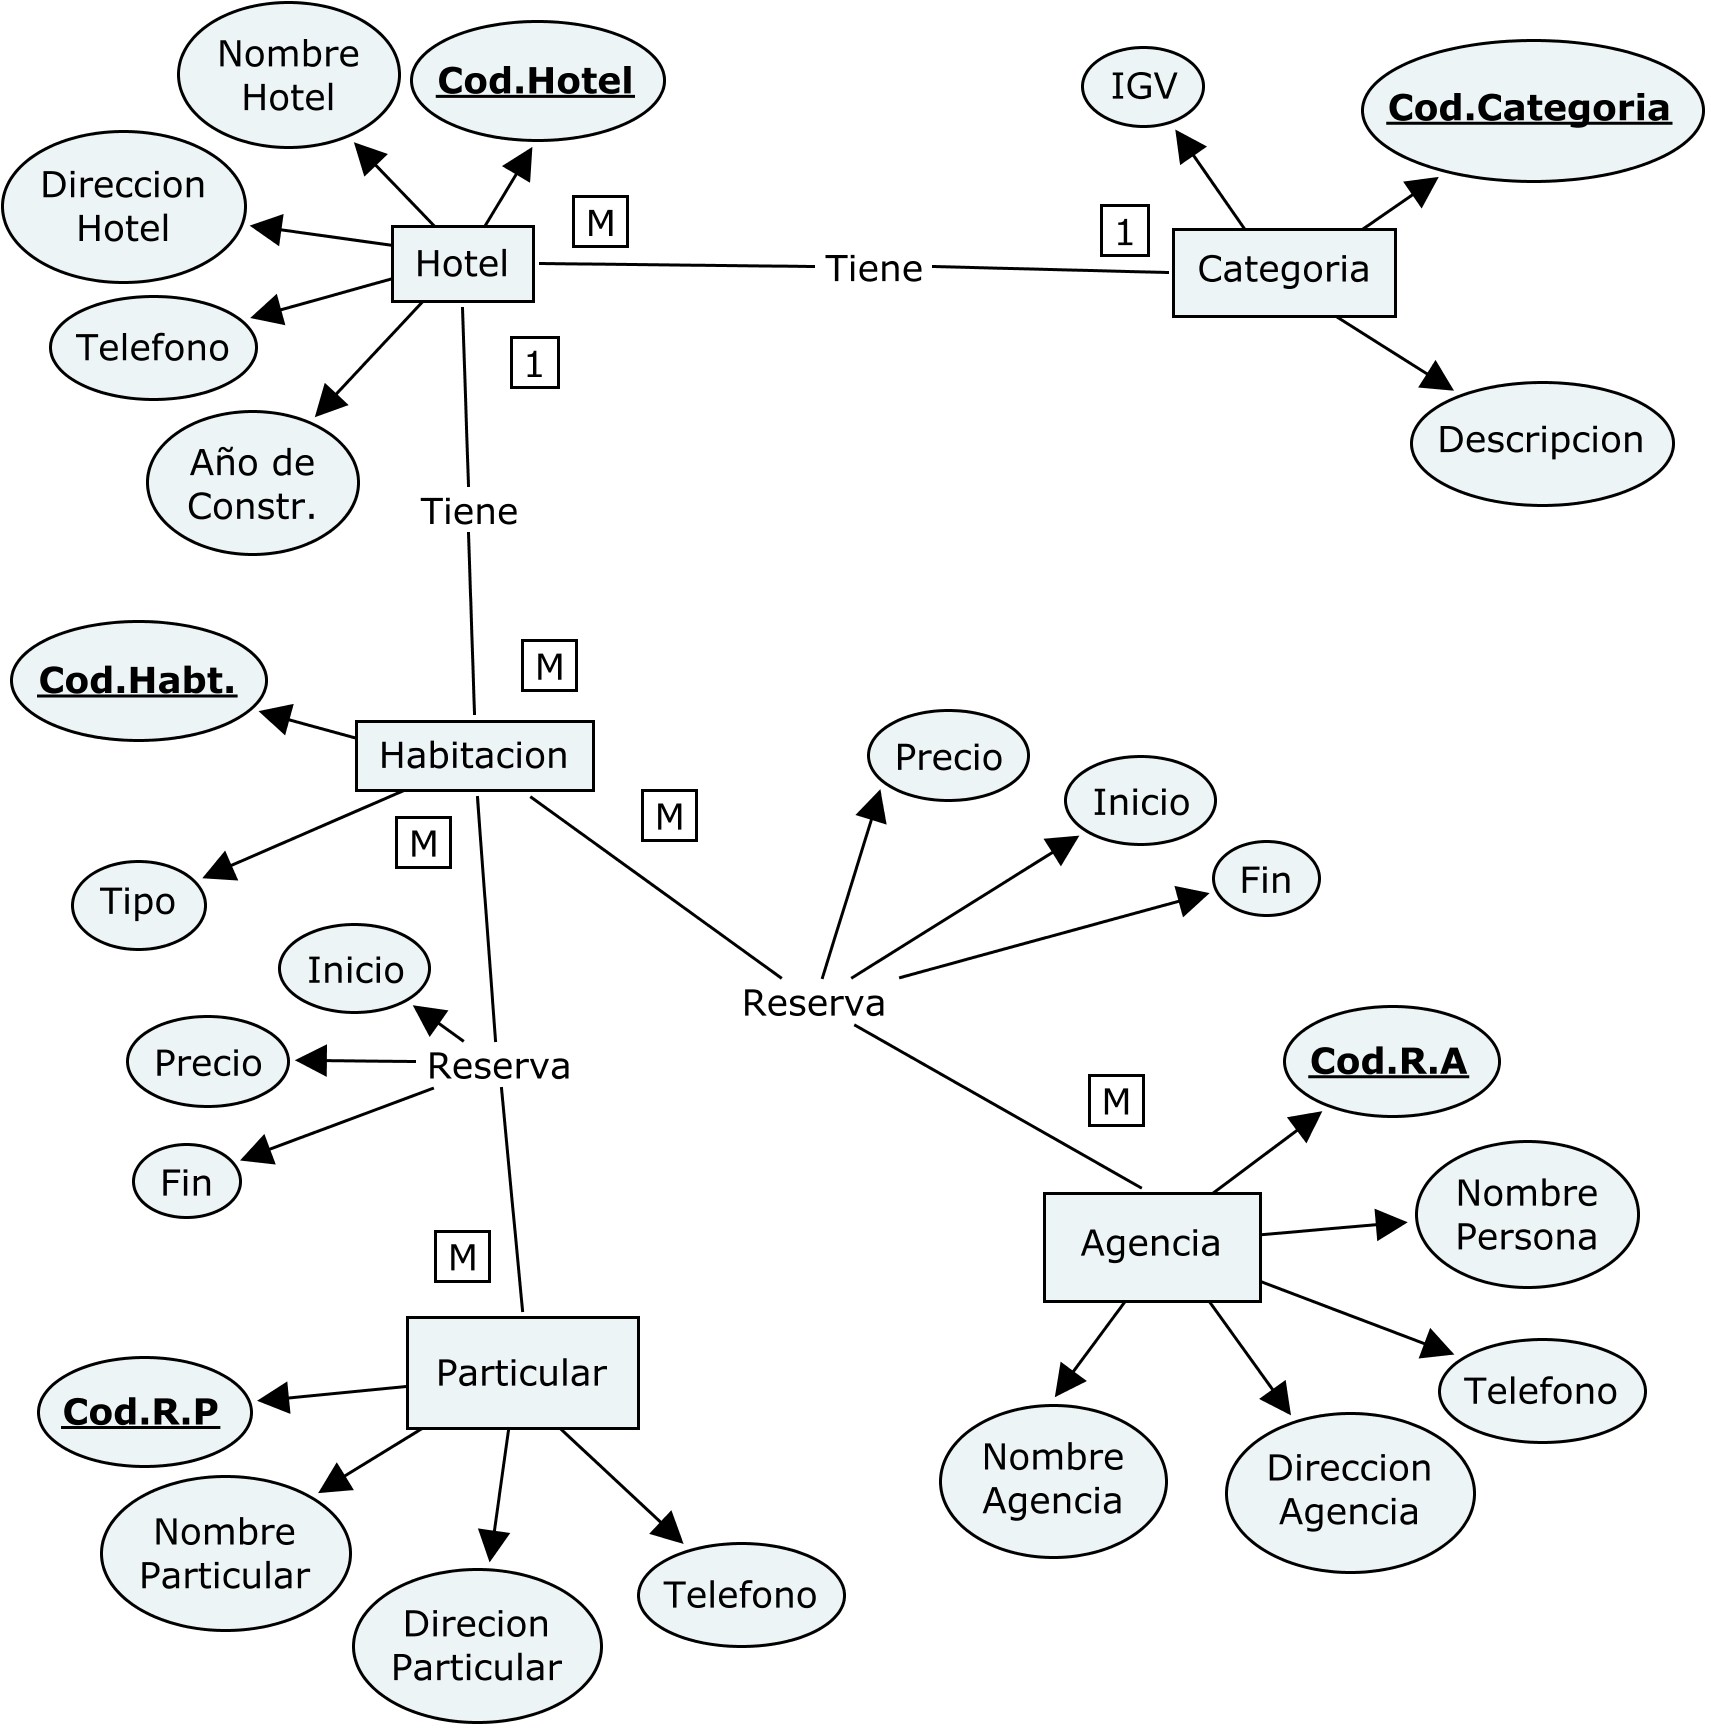 Nombre
Hotel
Cod.Hotel
IGV
Cod.Categoria
Direccion
Hotel
M
1
Hotel
Tiene
Categoria
Telefono
1
Descripcion
Año de
Constr.
Tiene
M
Cod.Habt.
Habitacion
Precio
Inicio
M
M
Fin
Tipo
Inicio
Reserva
Precio
Reserva
Cod.R.A
M
Fin
Nombre
Persona
M
Agencia
Particular
Telefono
Cod.R.P
Nombre
Agencia
Direccion
Agencia
Nombre
Particular
Telefono
Direcion
Particular